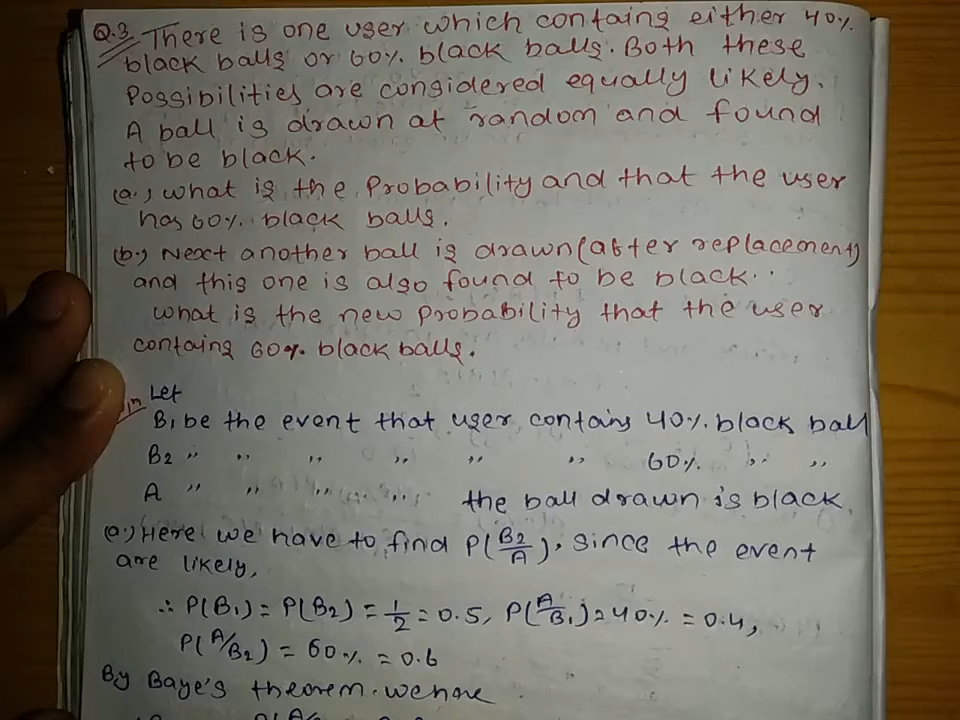 Q.3. There is one user which contains either 40%
black balls or 60% black balls. Both these
Possibilities are considered equally likely.
A ball is drawn at random and found
to be black.
(a.) what is the Probability and that the user
has 60% black balls.
(b.) Next another ball is drawn (after replacement)
and this one is also found to be black.
what is the new probability that the user
contains 60% black balls.
Let
B1 be the event that user contains 40% black ball
B2 " " " " " " 60% " "
A " " " " the ball drawn is black
(a.) Here we have to find P(B2/A), since the event
are likely,
∴ P(B1) = P(B2) = 1/2 = 0.5, P(A/B1) = 40% = 0.4,
P(A/B2) = 60% = 0.6
By Baye's theorem. we have